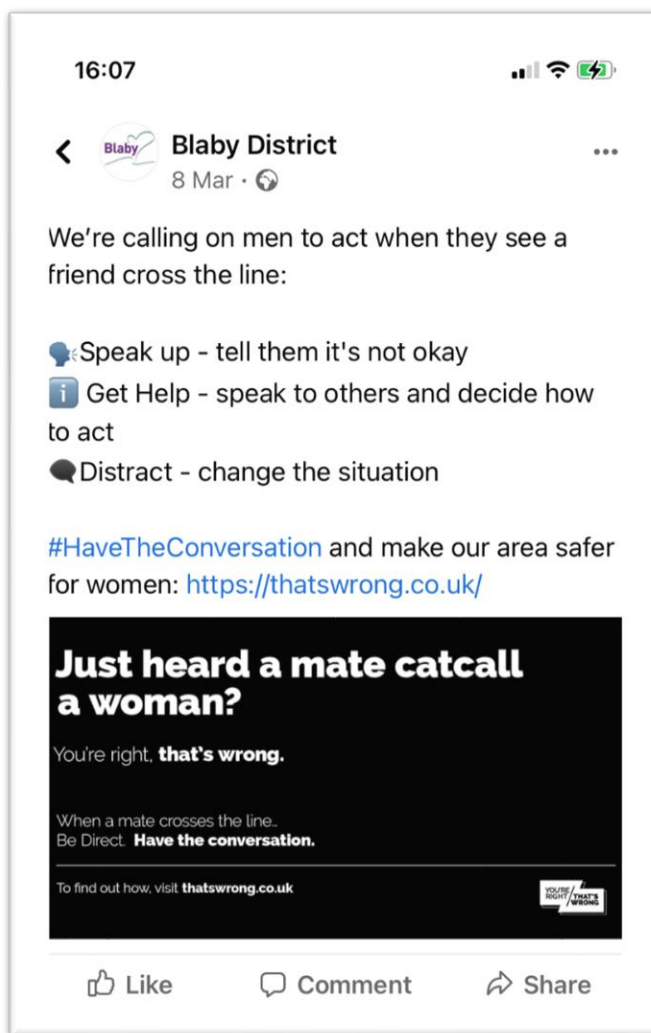 16:07
Blaby
Blaby District
8 Mar ·
We're calling on men to act when they see a
friend cross the line:
Speak up - tell them it's not okay
Get Help - speak to others and decide how
to act
Distract - change the situation
#HaveTheConversation and make our area safer
for women: https://thatswrong.co.uk/
Just heard a mate catcall
a woman?
You're right, that's wrong.
When a mate crosses the line...
Be Direct. Have the conversation.
To find out how, visit thatswrong.co.uk
YOU'RE RIGHT THAT'S WRONG
Like Comment Share